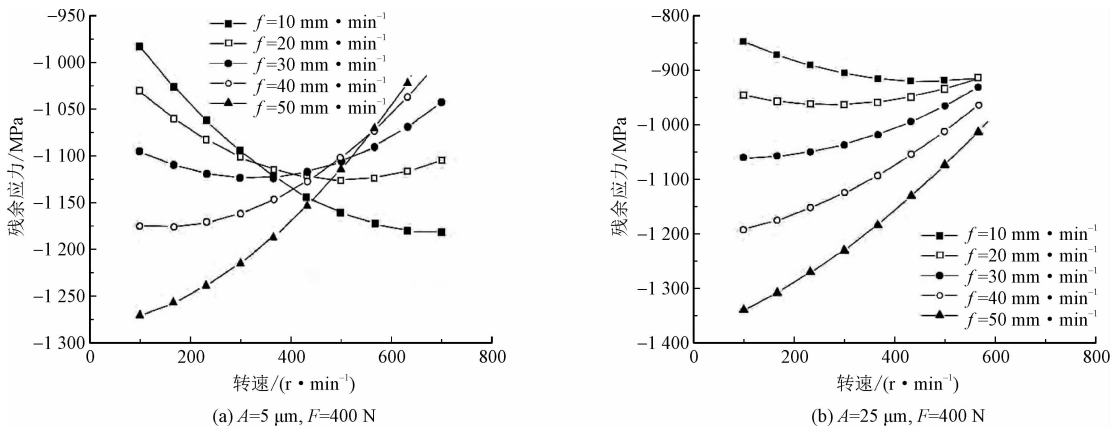 −950
−1 000
−1 050
−1 100
−1 150
−1 200
−1 250
−1 300
残余应力/MPa
f=10 mm·min⁻¹
f=20 mm·min⁻¹
f=30 mm·min⁻¹
f=40 mm·min⁻¹
f=50 mm·min⁻¹
0 200 400 600 800
转速/(r·min⁻¹)
(a) A=5 μm, F=400 N
−800
−900
−1 000
−1 100
−1 200
−1 300
−1 400
残余应力/MPa
f=10 mm·min⁻¹
f=20 mm·min⁻¹
f=30 mm·min⁻¹
f=40 mm·min⁻¹
f=50 mm·min⁻¹
0 200 400 600 800
转速/(r·min⁻¹)
(b) A=25 μm, F=400 N